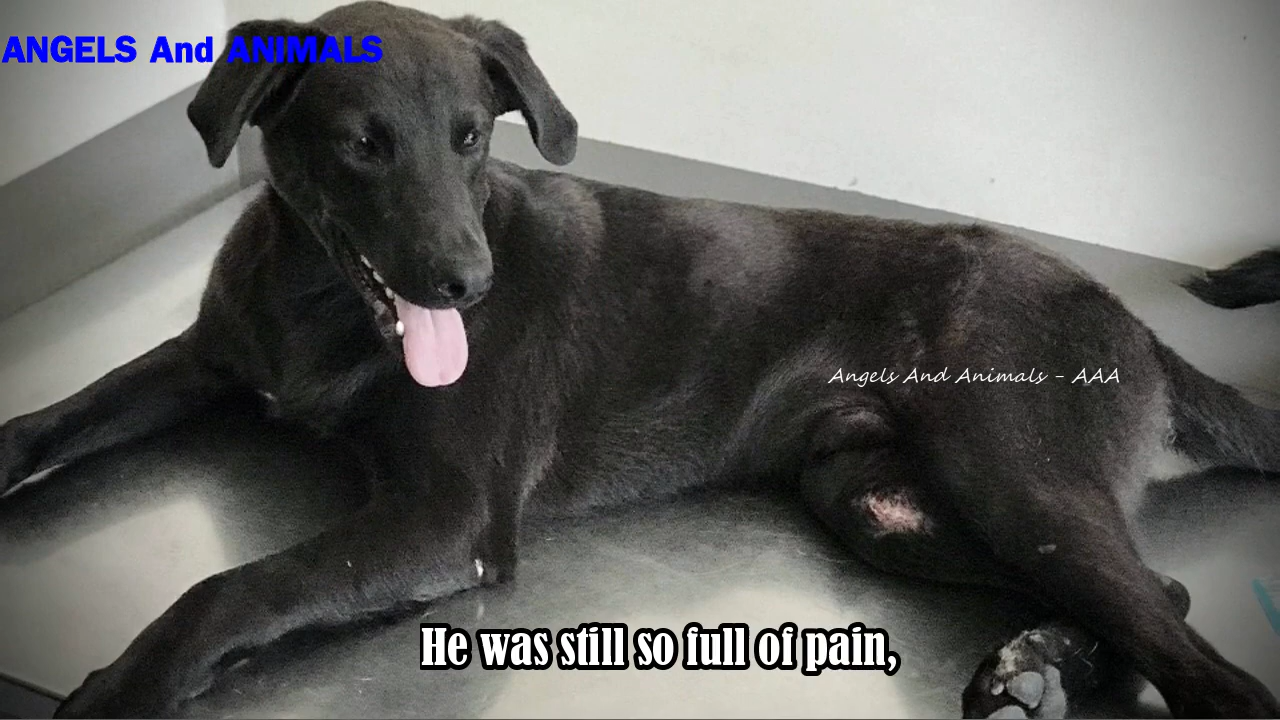 ANGELS And ANIMALS
Angels And Animals - AAA
He was still so full of pain,